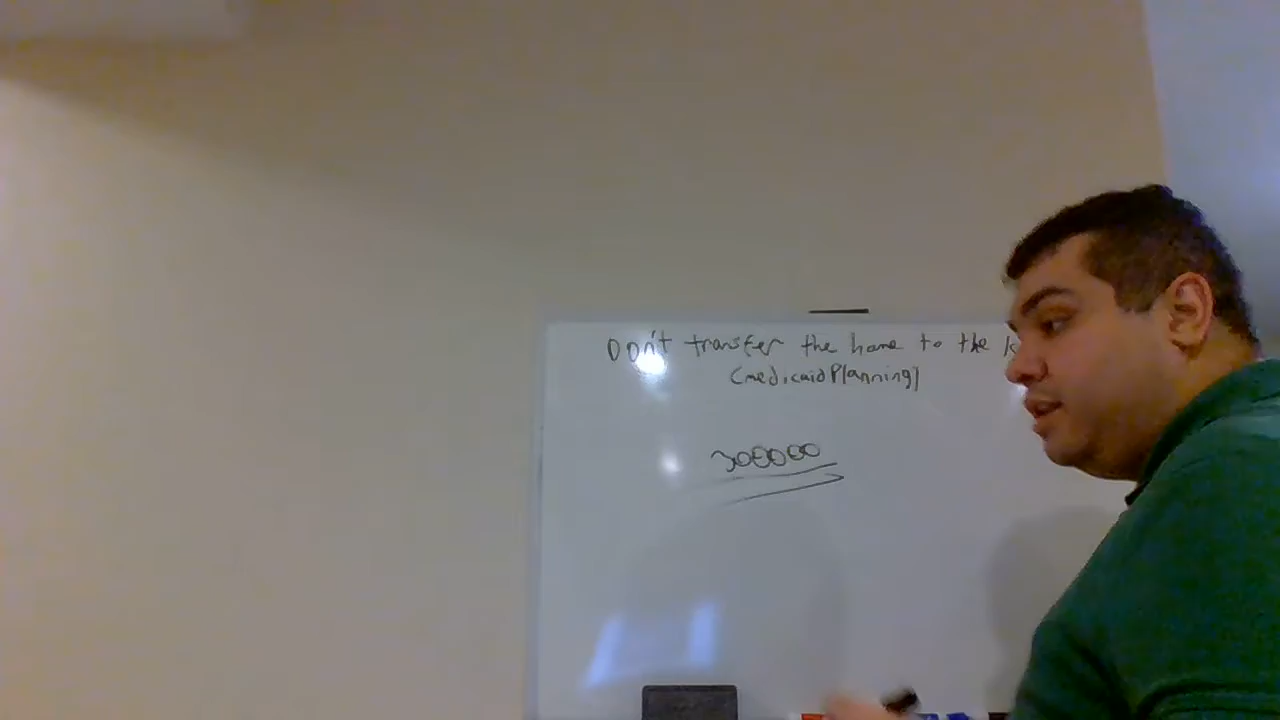 Don't transfer the home to the
(medicaid Planning)
300000